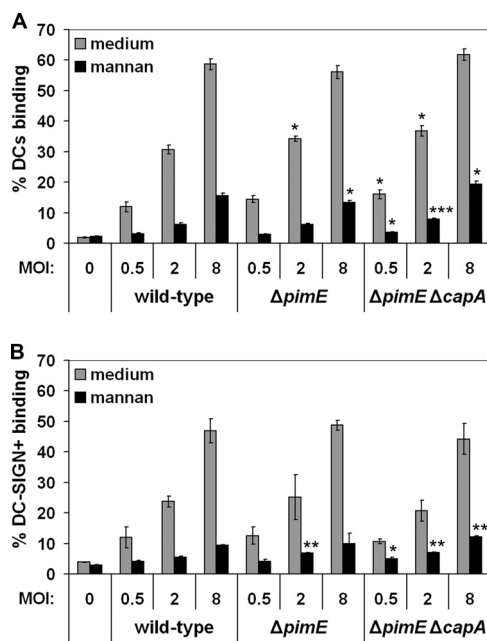 A
% DCs binding
70
60
50
40
30
20
10
0
medium
mannan
* * * * * *** *
MOI: 0 0.5 2 8 0.5 2 8 0.5 2 8
wild-type ΔpimE ΔpimE ΔcapA
B
% DC-SIGN+ binding
70
60
50
40
30
20
10
0
medium
mannan
** * ** **
MOI: 0 0.5 2 8 0.5 2 8 0.5 2 8
wild-type ΔpimE ΔpimE ΔcapA